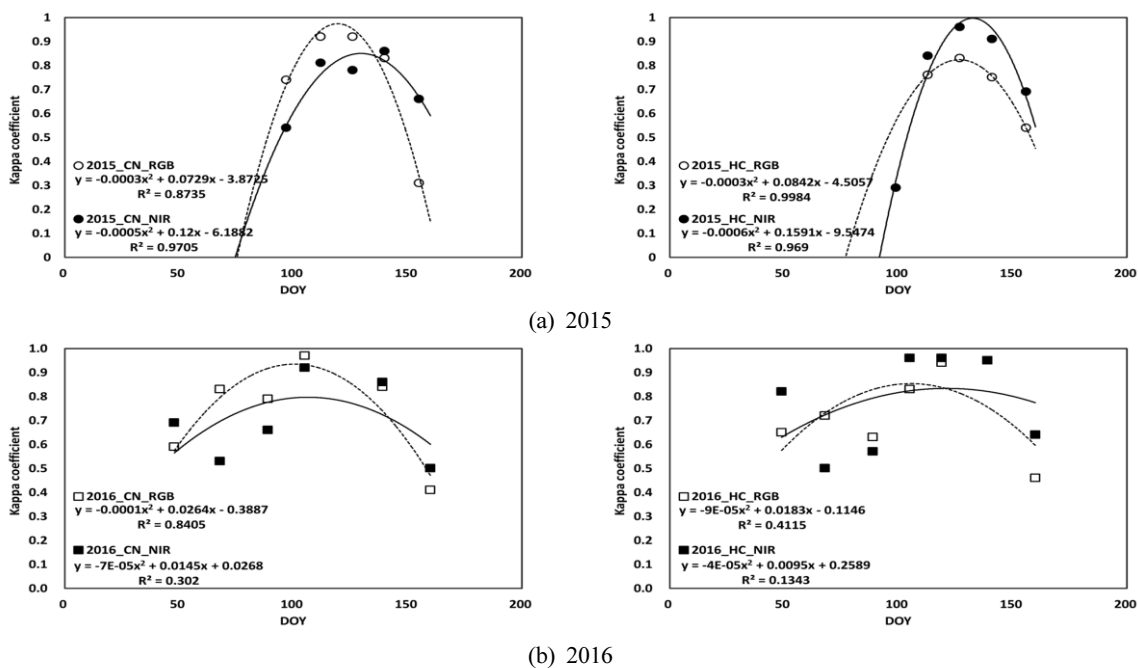 1
0.9
0.8
0.7
0.6
0.5
0.4
0.3
0.2
0.1
0
Kappa coefficient
2015_CN_RGB
y = -0.0003x² + 0.0729x - 3.8725
R² = 0.8735
2015_CN_NIR
y = -0.0005x² + 0.12x - 6.1882
R² = 0.9705
0 50 100 150 200
DOY
1
0.9
0.8
0.7
0.6
0.5
0.4
0.3
0.2
0.1
0
Kappa coefficient
2015_HC_RGB
y = -0.0003x² + 0.0842x - 4.5057
R² = 0.9984
2015_HC_NIR
y = -0.0006x² + 0.1591x - 9.5474
R² = 0.969
0 50 100 150 200
DOY
(a) 2015
1.0
0.9
0.8
0.7
0.6
0.5
0.4
0.3
0.2
0.1
0.0
Kappa coefficient
2016_CN_RGB
y = -0.0001x² + 0.0264x - 0.3887
R² = 0.8405
2016_CN_NIR
y = -7E-05x² + 0.0145x + 0.0268
R² = 0.302
0 50 100 150 200
DOY
1.0
0.9
0.8
0.7
0.6
0.5
0.4
0.3
0.2
0.1
0.0
Kappa coefficient
2016_HC_RGB
y = -9E-05x² + 0.0183x - 0.1146
R² = 0.4115
2016_HC_NIR
y = -4E-05x² + 0.0095x + 0.2589
R² = 0.1343
0 50 100 150 200
DOY
(b) 2016